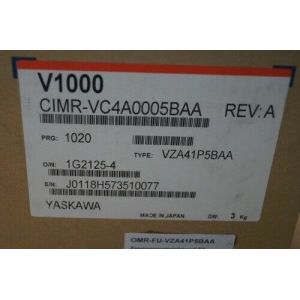 V1000
CIMR-VC4A0005BAA REV: A
PRG: 1020
TYPE: VZA41P5BAA
O/N: 1G2125-4
S/N: J0118H573510077
YASKAWA
MADE IN JAPAN GW: 3 Kg
OMR-FU-VZA41P5BAA